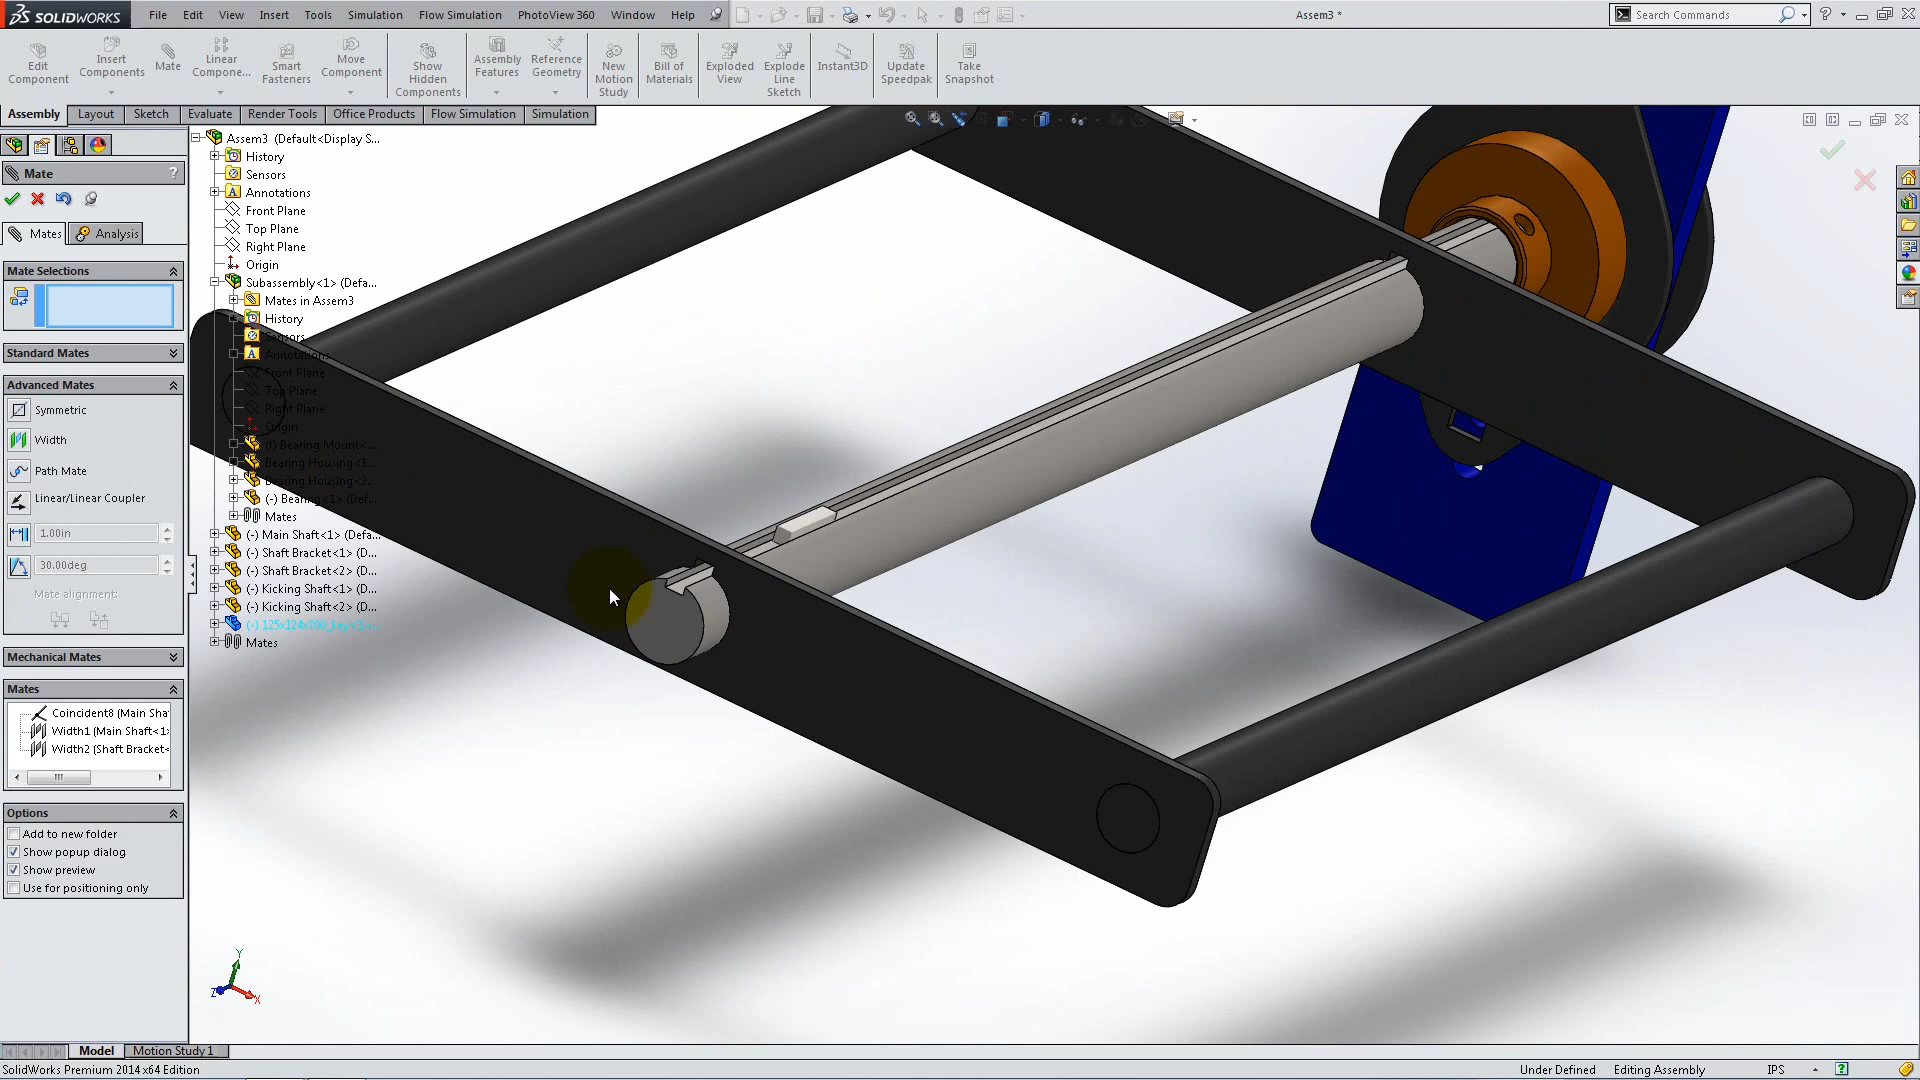 SOLIDWORKS File Edit View Insert Tools Simulation Flow Simulation PhotoView 360 Window Help Assem3 * Search Commands
Edit Component
Insert Components
Mate
Linear Compone...
Smart Fasteners
Move Component
Show Hidden Components
Assembly Features
Reference Geometry
New Motion Study
Bill of Materials
Exploded View
Explode Line Sketch
Instant3D
Update Speedpak
Take Snapshot
Assembly Layout Sketch Evaluate Render Tools Office Products Flow Simulation Simulation
Mate ?
Mates Analysis
Mate Selections
Standard Mates
Advanced Mates
Symmetric
Width
Path Mate
Linear/Linear Coupler
1.00in
30.00deg
Mate alignment:
Mechanical Mates
Mates
Coincident8 (Main Sha
Width1 (Main Shaft<1>
Width2 (Shaft Bracket<
Options
Add to new folder
Show popup dialog
Show preview
Use for positioning only
Assem3 (Default<Display S...
History
Sensors
Annotations
Front Plane
Top Plane
Right Plane
Origin
Subassembly<1> (Defa...
Mates in Assem3
History
Sensors
Annotations
Front Plane
Top Plane
Right Plane
Origin
(f) Bearing Mount<...
Bearing Housing<1...
Bearing Housing<2...
(-) Bearing<1> (Def...
Mates
(-) Main Shaft<1> (Defa...
(-) Shaft Bracket<1> (D...
(-) Shaft Bracket<2> (D...
(-) Kicking Shaft<1> (D...
(-) Kicking Shaft<2> (D...
Mates
Y
Z X
Model Motion Study 1
SolidWorks Premium 2014 x64 Edition Under Defined Editing Assembly IPS